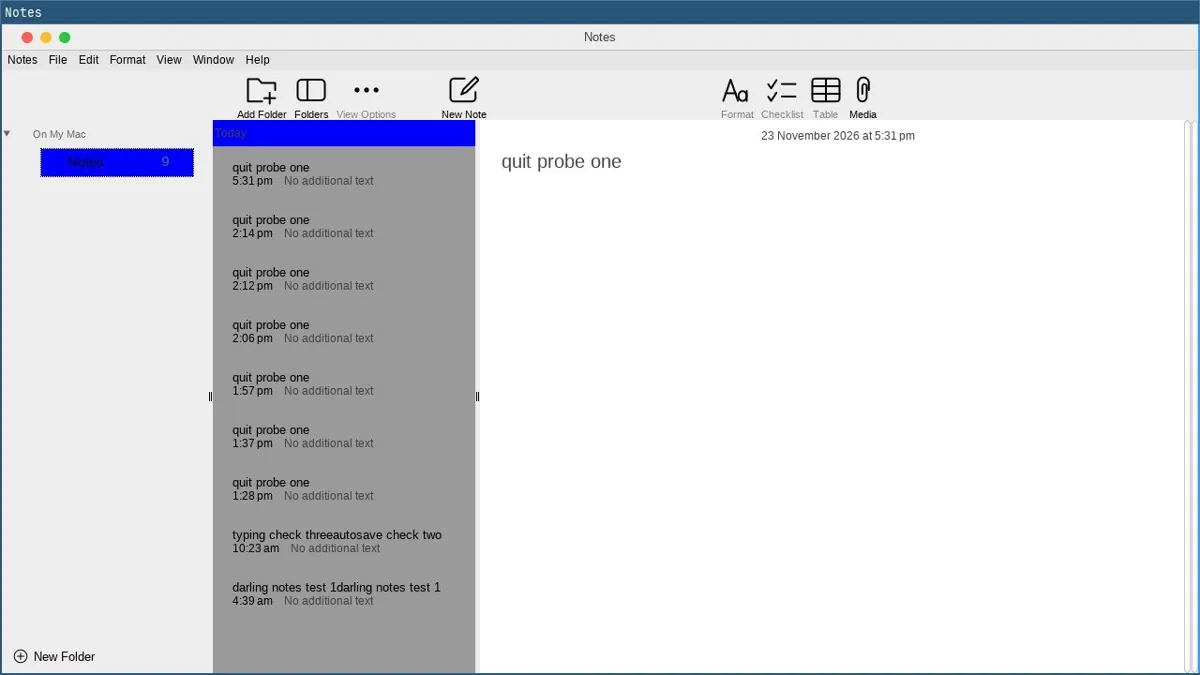 Notes
Notes
Notes File Edit Format View Window Help
Add Folder Folders View Options New Note Format Checklist Table Media
On My Mac
Notes 9
New Folder
Today
quit probe one
5:31 pm No additional text
quit probe one
2:14 pm No additional text
quit probe one
2:12 pm No additional text
quit probe one
2:06 pm No additional text
quit probe one
1:57 pm No additional text
quit probe one
1:37 pm No additional text
quit probe one
1:28 pm No additional text
typing check threeautosave check two
10:23 am No additional text
darling notes test 1darling notes test 1
4:39 am No additional text
23 November 2026 at 5:31 pm
quit probe one